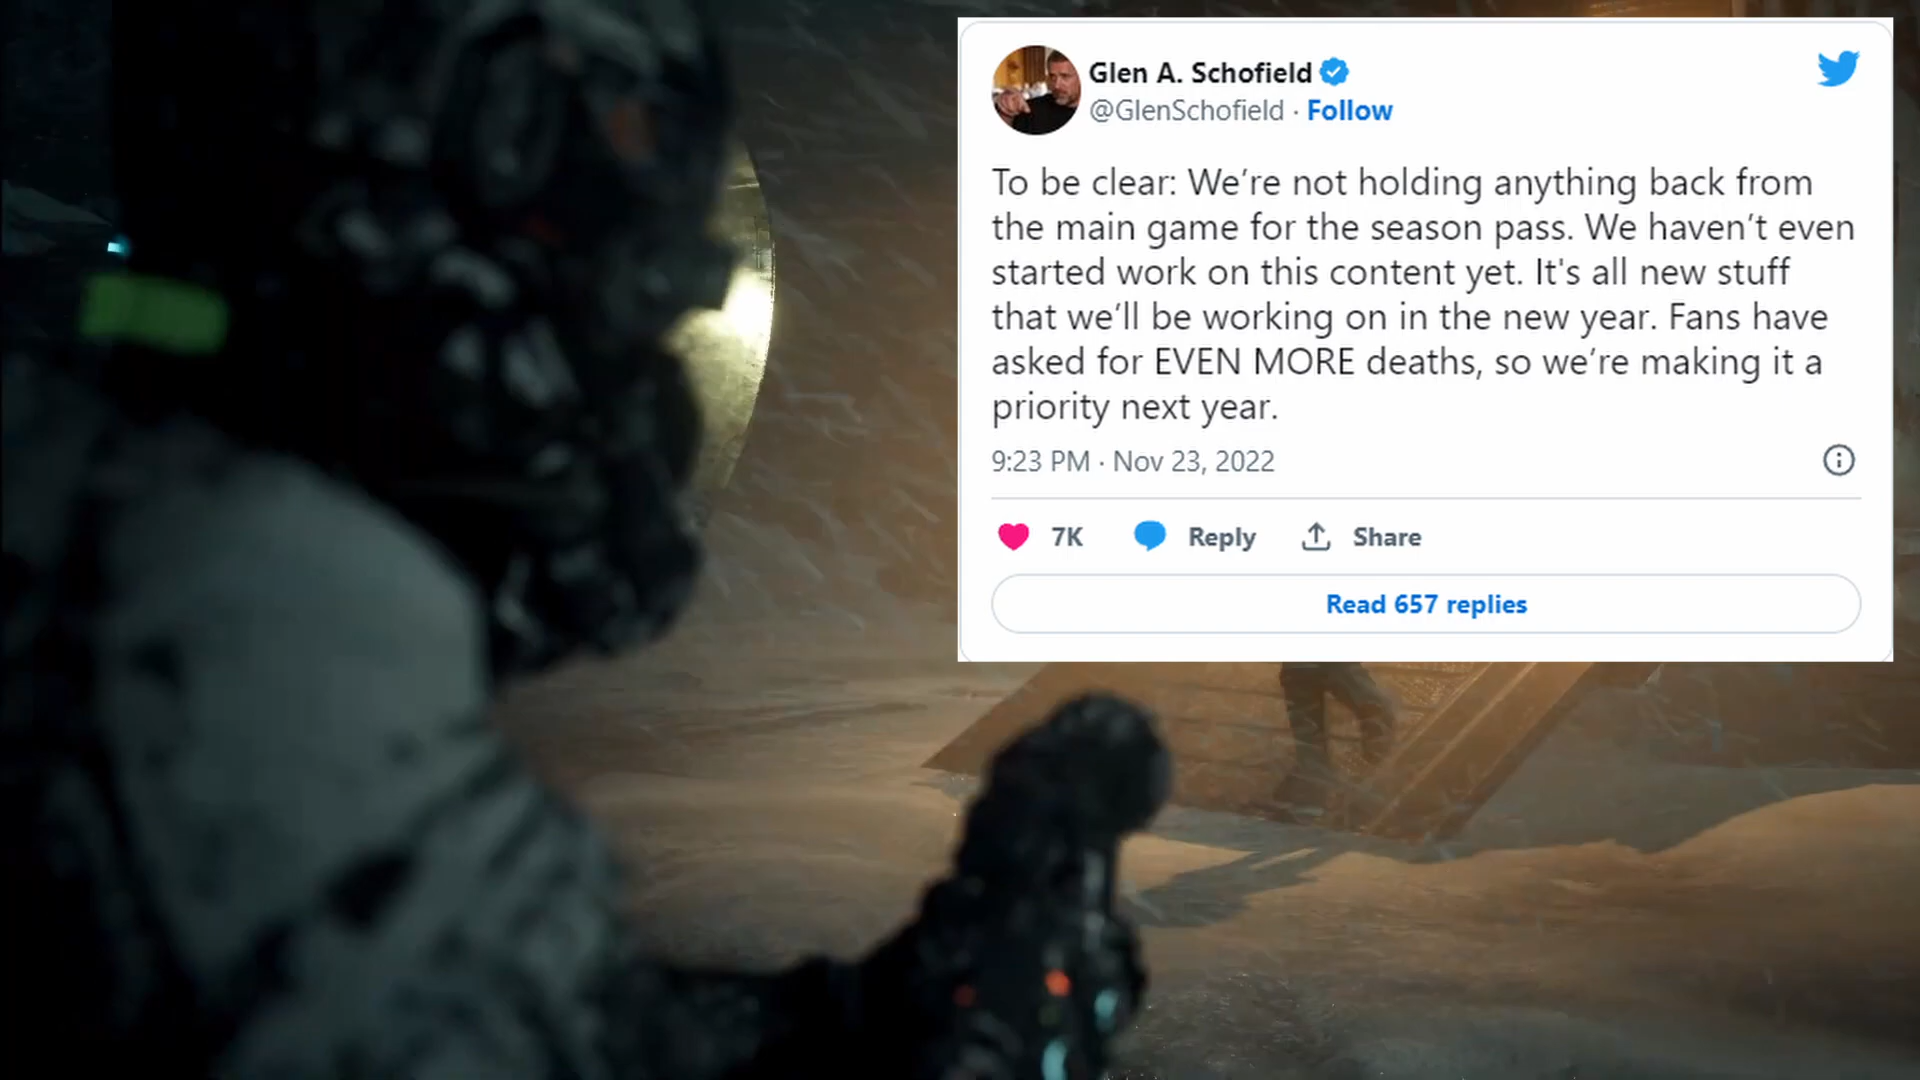 Glen A. Schofield
@GlenSchofield · Follow
To be clear: We’re not holding anything back from
the main game for the season pass. We haven’t even
started work on this content yet. It's all new stuff
that we’ll be working on in the new year. Fans have
asked for EVEN MORE deaths, so we’re making it a
priority next year.
9:23 PM · Nov 23, 2022
7K Reply Share
Read 657 replies